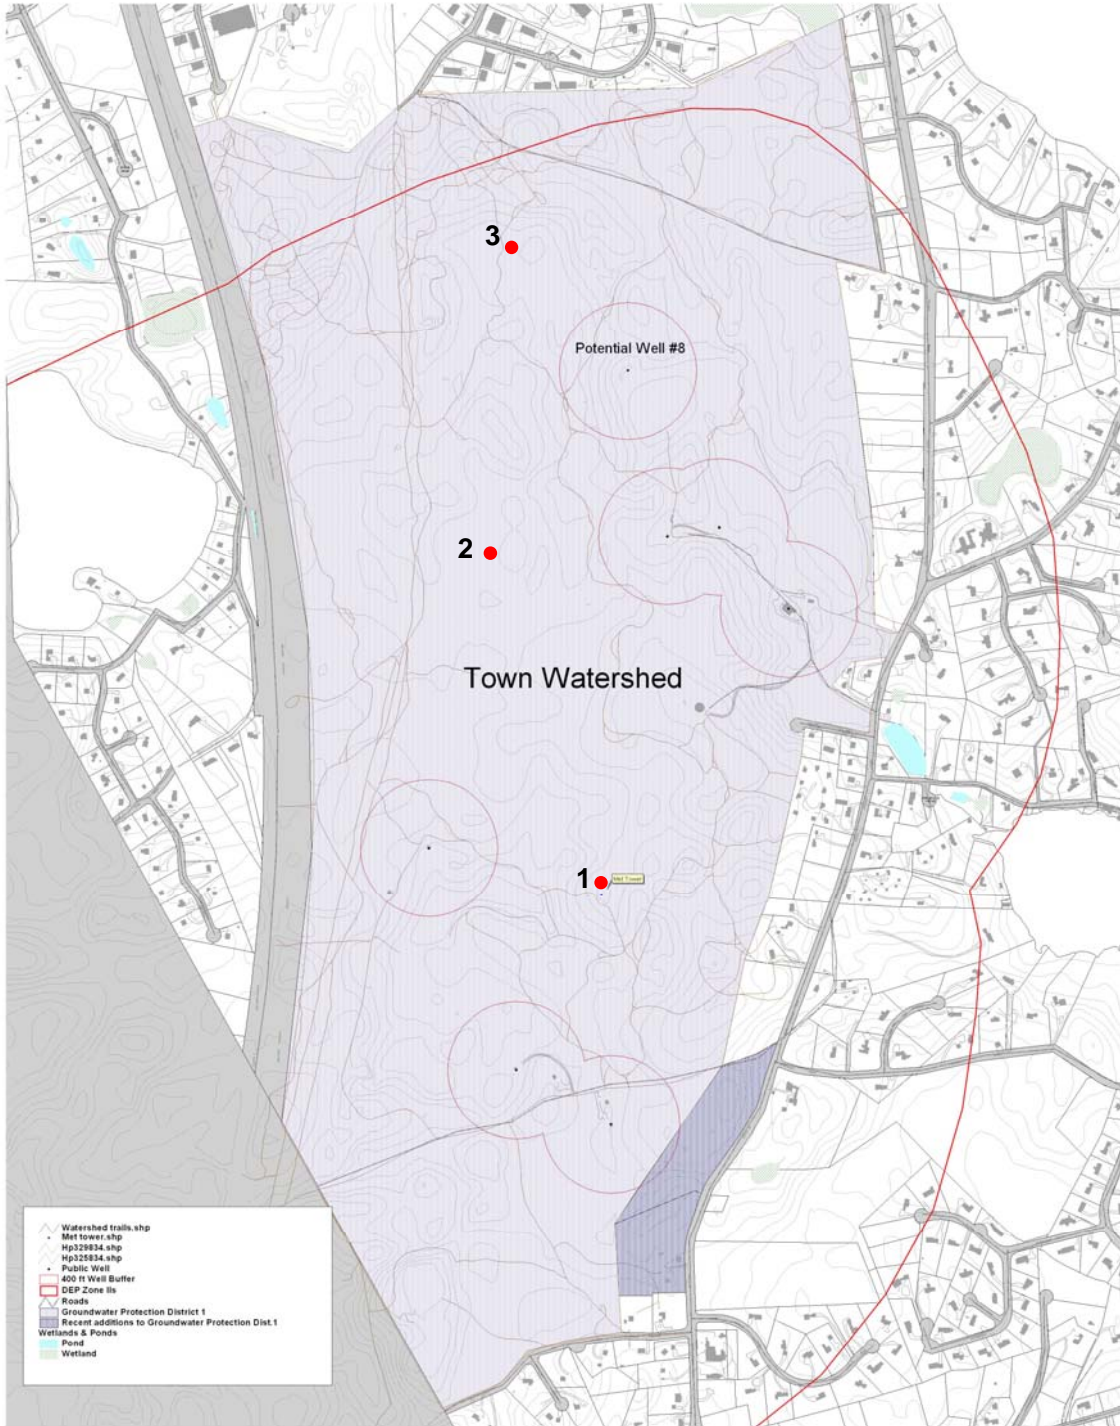 3
Potential Well #8
2
Town Watershed
1
Met Tower
Watershed trails.shp
Met tower.shp
Hp329834.shp
Hp325834.shp
Public Well
400 ft Well Buffer
DEP Zone IIs
Roads
Groundwater Protection District 1
Recent additions to Groundwater Protection Dist.1
Wetlands & Ponds
Pond
Wetland